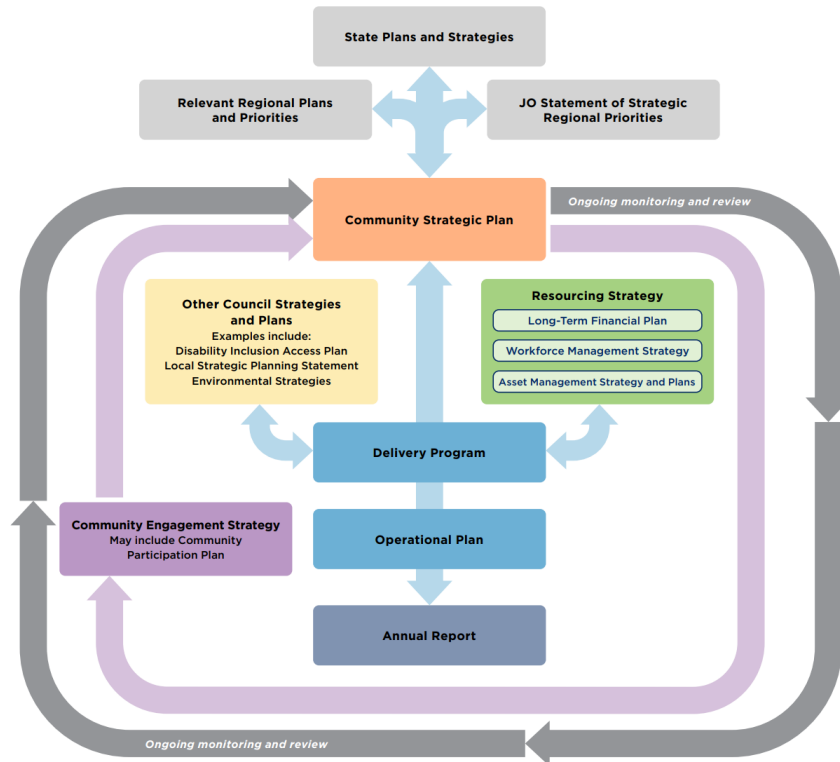 State Plans and Strategies
Relevant Regional Plans
and Priorities
JO Statement of Strategic
Regional Priorities
Community Strategic Plan
Ongoing monitoring and review
Other Council Strategies
and Plans
Examples include:
Disability Inclusion Access Plan
Local Strategic Planning Statement
Environmental Strategies
Resourcing Strategy
Long-Term Financial Plan
Workforce Management Strategy
Asset Management Strategy and Plans
Delivery Program
Community Engagement Strategy
May include Community
Participation Plan
Operational Plan
Annual Report
Ongoing monitoring and review